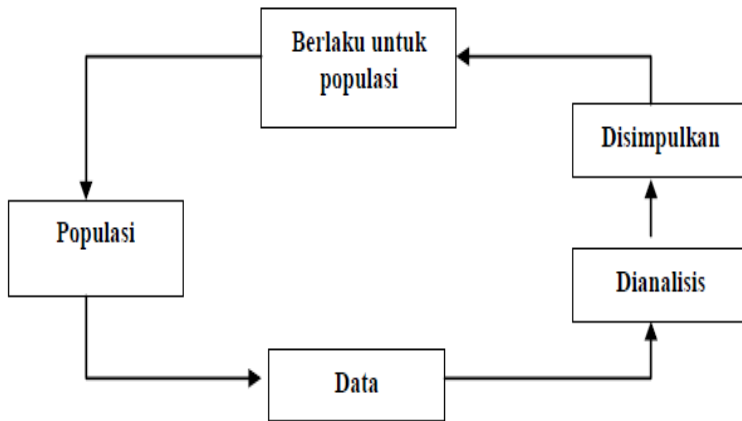 Berlaku untuk
populasi
Disimpulkan
Populasi
Dianalisis
Data